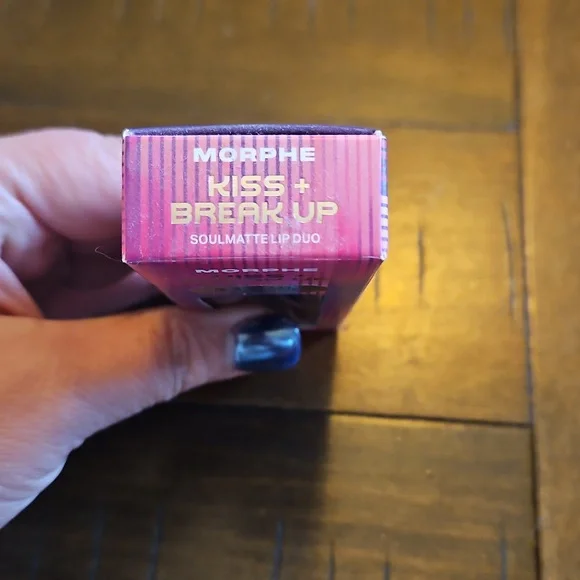 MORPHE
KISS +
BREAK UP
SOULMATTE LIP DUO
MORPHE